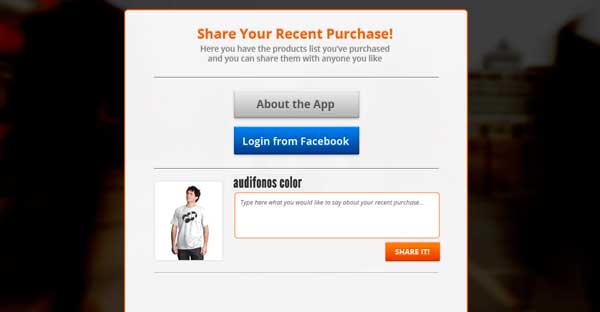 Share Your Recent Purchase!
Here you have the products list you've purchased
and you can share them with anyone you like
About the App
Login from Facebook
audifonos color
Type here what you would like to say about your recent purchase...
SHARE IT!